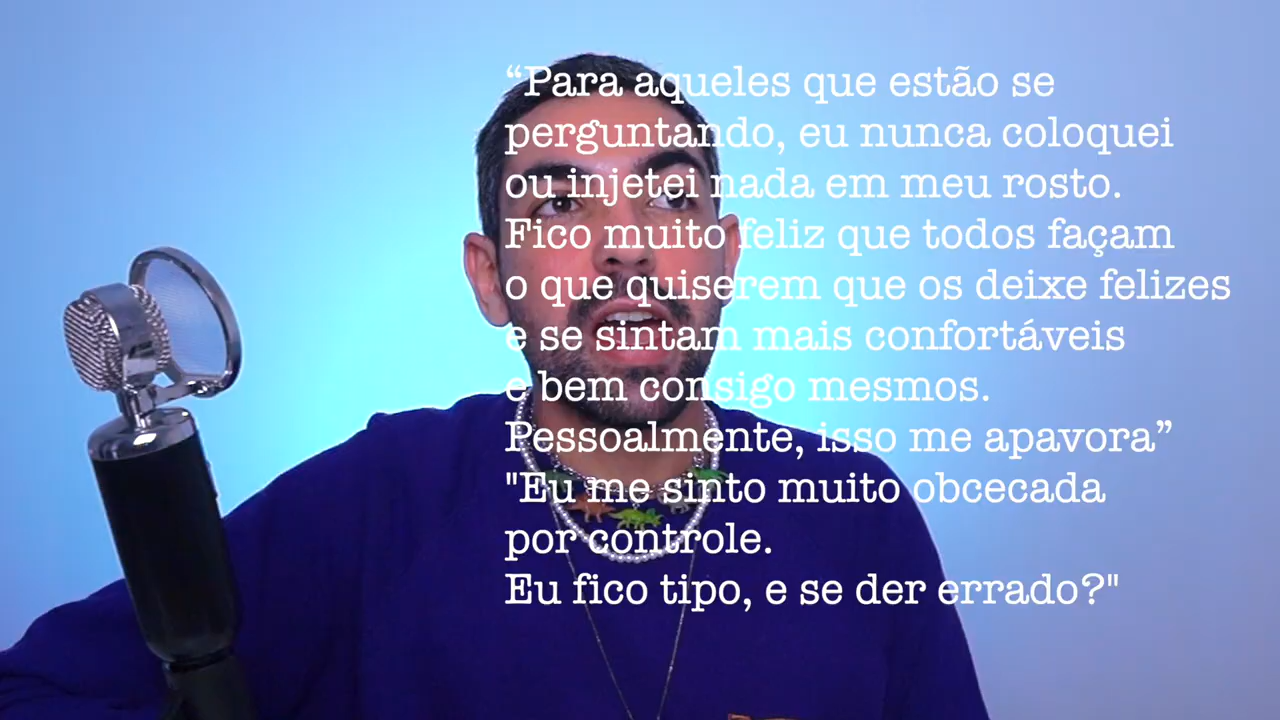 “Para aqueles que estão se
perguntando, eu nunca coloquei
ou injetei nada em meu rosto.
Fico muito feliz que todos façam
o que quiserem que os deixe felizes
e se sintam mais confortáveis
e bem consigo mesmos.
Pessoalmente, isso me apavora”
"Eu me sinto muito obcecada
por controle.
Eu fico tipo, e se der errado?"